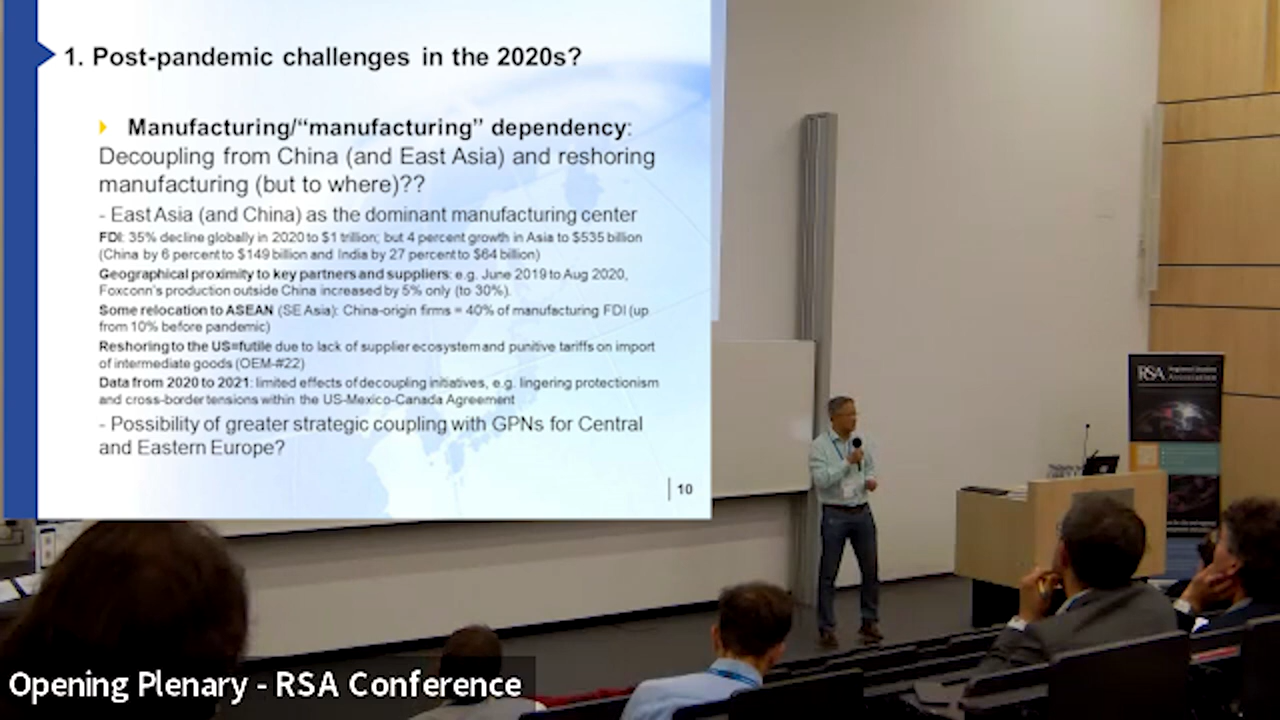 1. Post-pandemic challenges in the 2020s?
Manufacturing/“manufacturing” dependency:
Decoupling from China (and East Asia) and reshoring
manufacturing (but to where)??
- East Asia (and China) as the dominant manufacturing center
FDI: 35% decline globally in 2020 to $1 trillion; but 4 percent growth in Asia to $535 billion
(China by 6 percent to $149 billion and India by 27 percent to $64 billion)
Geographical proximity to key partners and suppliers: e.g. June 2019 to Aug 2020,
Foxconn's production outside China increased by 5% only (to 30%).
Some relocation to ASEAN (SE Asia): China-origin firms = 40% of manufacturing FDI (up
from 10% before pandemic)
Reshoring to the US=futile due to lack of supplier ecosystem and punitive tariffs on import
of intermediate goods (OEM-#22)
Data from 2020 to 2021: limited effects of decoupling initiatives, e.g. lingering protectionism
and cross-border tensions within the US-Mexico-Canada Agreement
- Possibility of greater strategic coupling with GPNs for Central
and Eastern Europe?
10
RSA
Opening Plenary - RSA Conference